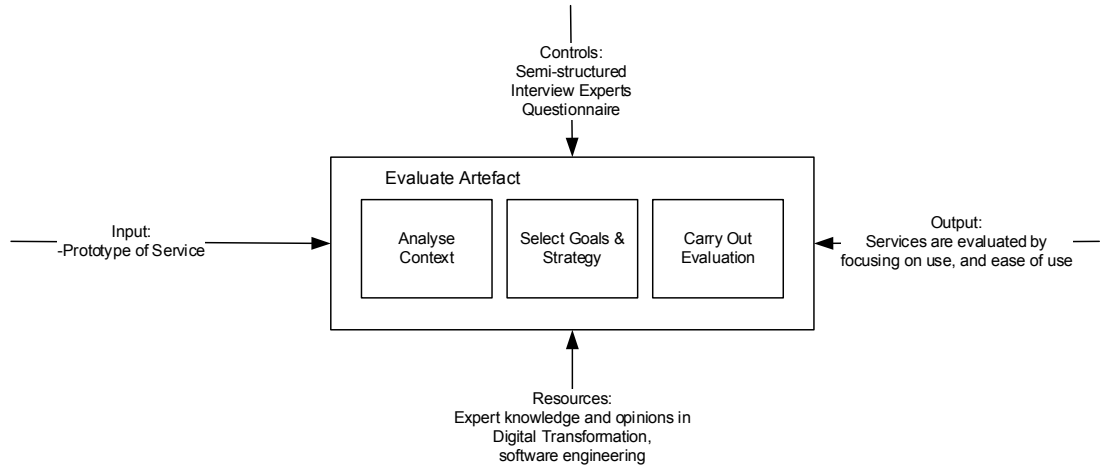 Controls:
Semi-structured
Interview Experts
Questionnaire
Evaluate Artefact
Analyse
Context
Select Goals &
Strategy
Carry Out
Evaluation
Input:
-Prototype of Service
Output:
Services are evaluated by
focusing on use, and ease of use
Resources:
Expert knowledge and opinions in
Digital Transformation,
software engineering